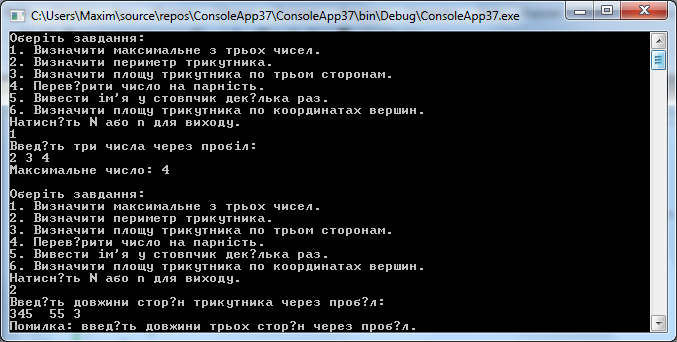 C:\Users\Maxim\source\repos\ConsoleApp37\ConsoleApp37\bin\Debug\ConsoleApp37.exe
Оберіть завдання:
1. Визначити максимальне з трьох чисел.
2. Визначити периметр трикутника.
3. Визначити площу трикутника по трьом сторонам.
4. Перев?рити число на парність.
5. Вивести ім'я у стовпчик дек?лька раз.
6. Визначити площу трикутника по координатах вершин.
Натисн?ть N або n для виходу.
1
Введ?ть три числа через пробіл:
2 3 4
Максимальне число: 4
Оберіть завдання:
1. Визначити максимальне з трьох чисел.
2. Визначити периметр трикутника.
3. Визначити площу трикутника по трьом сторонам.
4. Перев?рити число на парність.
5. Вивести ім'я у стовпчик дек?лька раз.
6. Визначити площу трикутника по координатах вершин.
Натисн?ть N або n для виходу.
2
Введ?ть довжини стор?н трикутника через проб?л:
345  55 3
Помилка: введ?ть довжини трьох стор?н через проб?л.